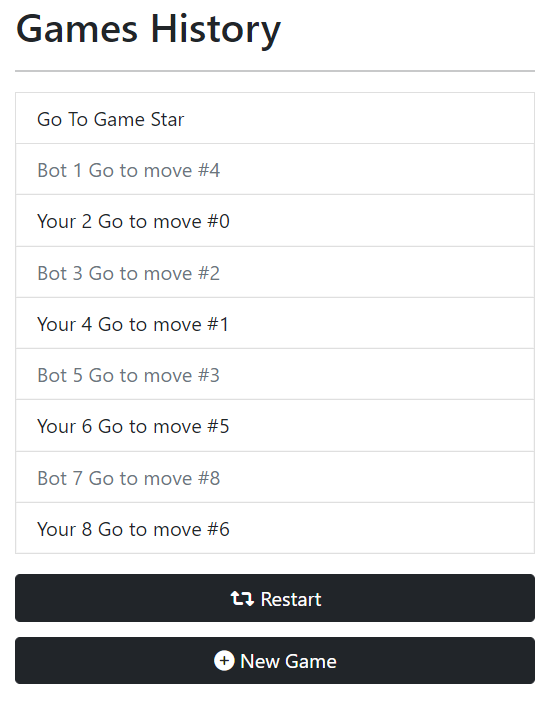 Games History
Go To Game Star
Bot 1 Go to move #4
Your 2 Go to move #0
Bot 3 Go to move #2
Your 4 Go to move #1
Bot 5 Go to move #3
Your 6 Go to move #5
Bot 7 Go to move #8
Your 8 Go to move #6
Restart
New Game